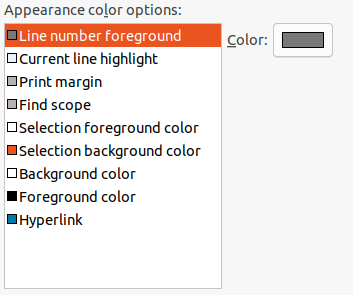 Appearance color options:
Line number foreground
Color:
Current line highlight
Print margin
Find scope
Selection foreground color
Selection background color
Background color
Foreground color
Hyperlink